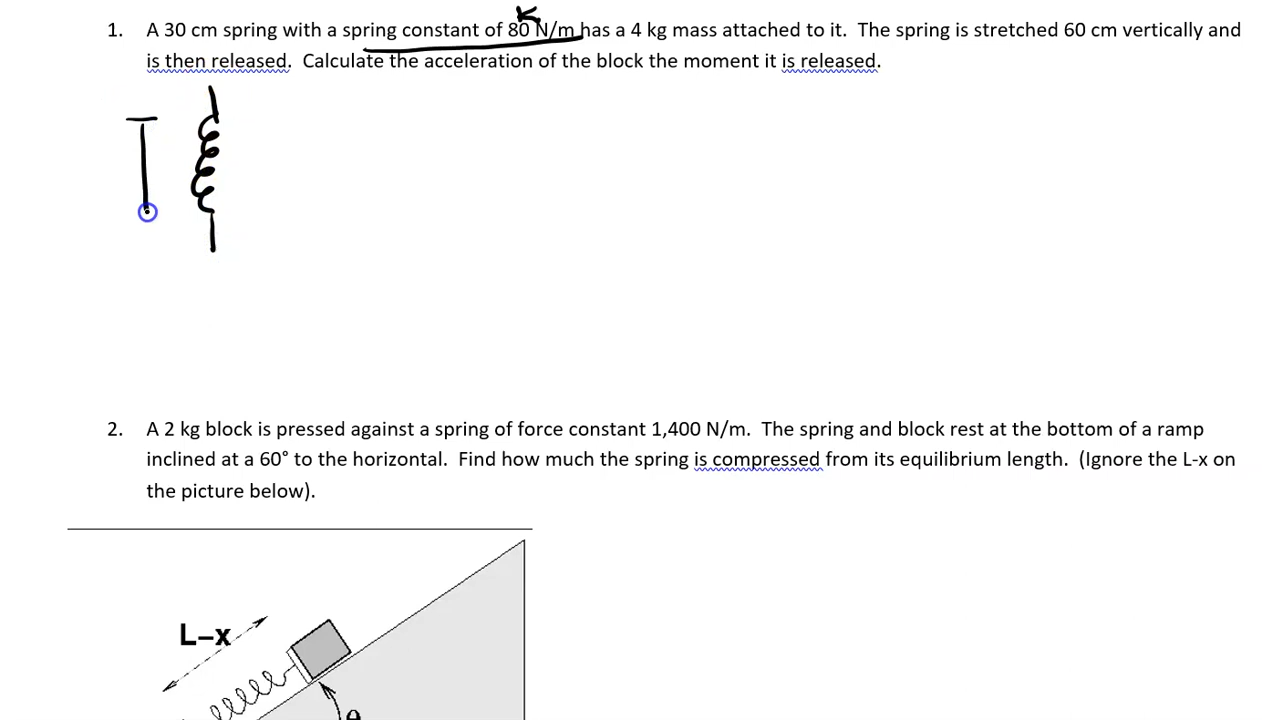 1. A 30 cm spring with a spring constant of 80 N/m has a 4 kg mass attached to it. The spring is stretched 60 cm vertically and
is then released. Calculate the acceleration of the block the moment it is released.
K
2. A 2 kg block is pressed against a spring of force constant 1,400 N/m. The spring and block rest at the bottom of a ramp
inclined at a 60° to the horizontal. Find how much the spring is compressed from its equilibrium length. (Ignore the L-x on
the picture below).
L–x
θ